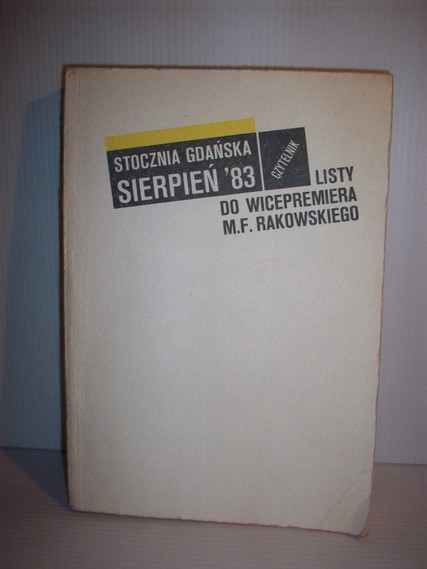 STOCZNIA GDAŃSKA
SIERPIEŃ '83
CZYTELNIK
LISTY
DO WICEPREMIERA
M.F. RAKOWSKIEGO